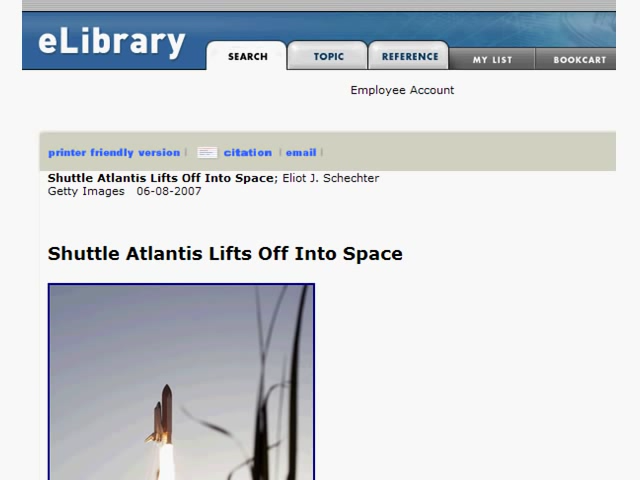 eLibrary
SEARCH
TOPIC
REFERENCE
MY LIST
BOOKCART
Employee Account
printer friendly version | citation | email |
Shuttle Atlantis Lifts Off Into Space; Eliot J. Schechter
Getty Images 06-08-2007
Shuttle Atlantis Lifts Off Into Space